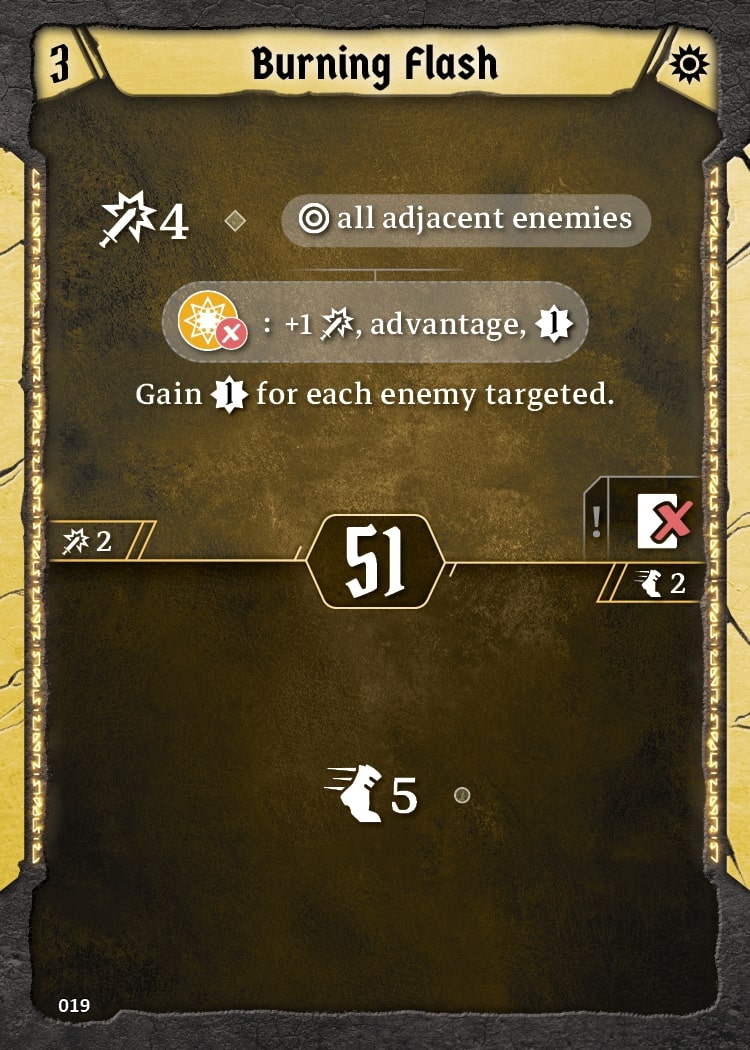 3
Burning Flash
4
all adjacent enemies
: +1 , advantage, 1
Gain 1 for each enemy targeted.
!
2
51
2
5
019